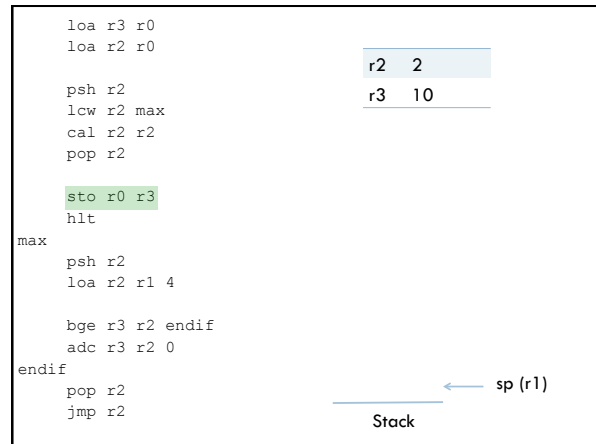 loa r3 r0
loa r2 r0
psh r2
lcw r2 max
cal r2 r2
pop r2
sto r0 r3
hlt
max
psh r2
loa r2 r1 4
bge r3 r2 endif
adc r3 r2 0
endif
pop r2
jmp r2
r2 2
r3 10
sp (r1)
Stack